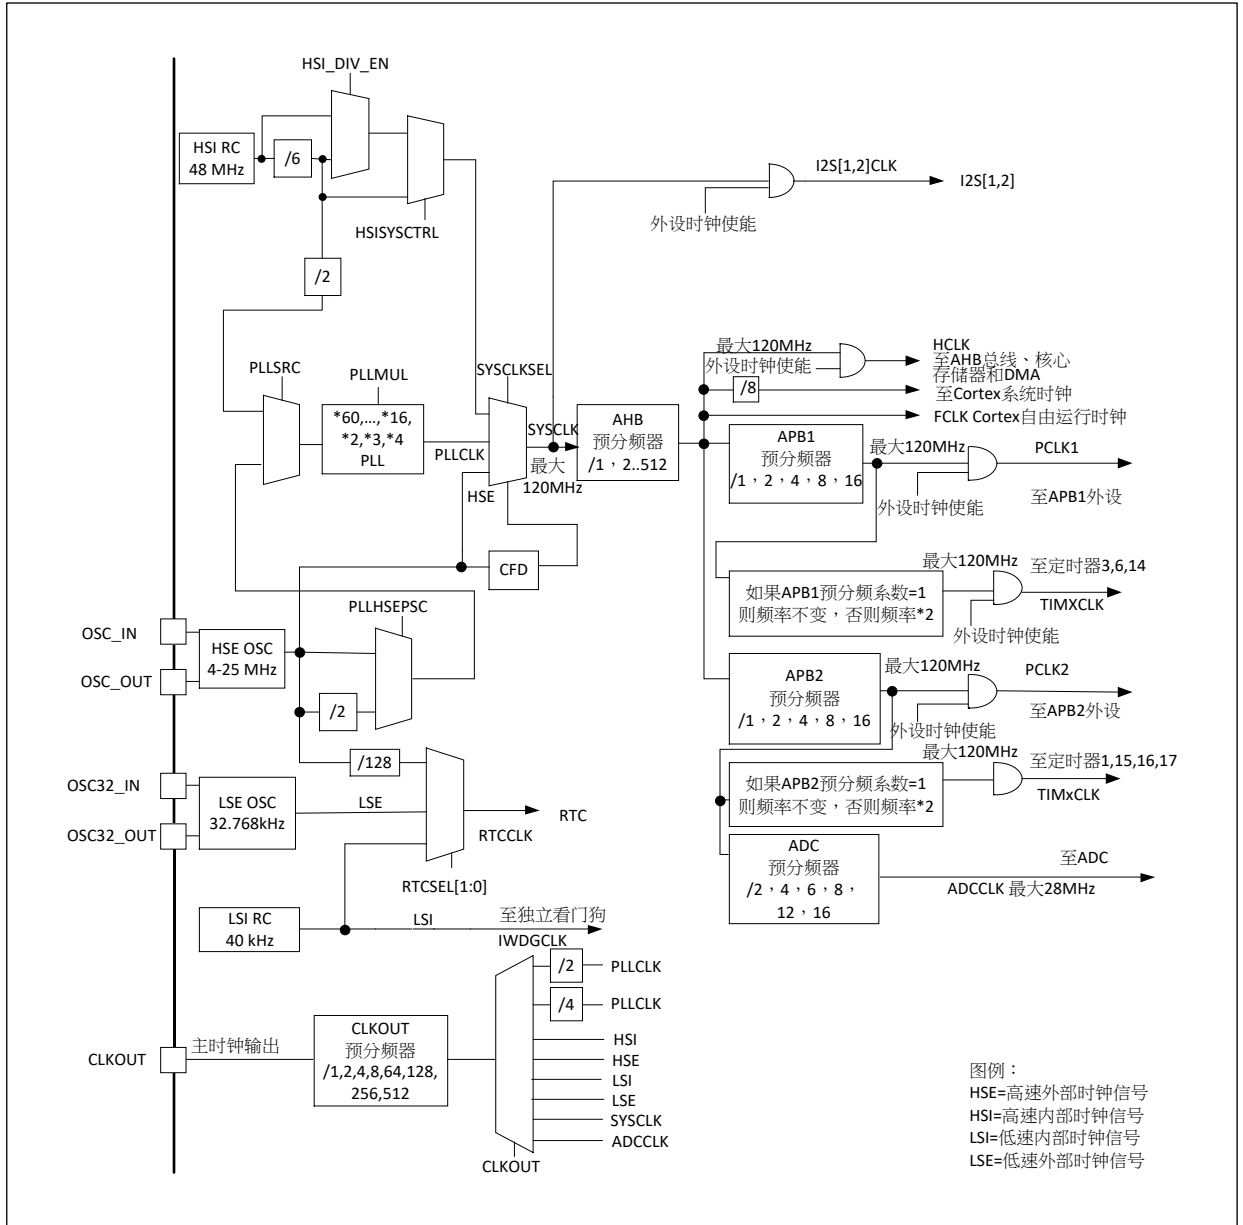 HSI_DIV_EN
HSI RC
48 MHz
/6
HSISYSCTRL
/2
I2S[1,2]CLK
I2S[1,2]
外设时钟使能
PLLSRC
PLLMUL
*60,...,*16,
*2,*3,*4
PLL
PLLCLK
SYSCLKSEL
HSE
SYSCLK
最大
120MHz
CFD
AHB
预分频器
/1，2..512
最大120MHz
外设时钟使能
HCLK
至AHB总线、核心
存储器和DMA
/8
至Cortex系统时钟
FCLK Cortex自由运行时钟
APB1
预分频器
/1，2，4，8，16
最大120MHz
外设时钟使能
PCLK1
至APB1外设
如果APB1预分频系数=1
则频率不变，否则频率*2
最大120MHz
外设时钟使能
至定时器3,6,14
TIMXCLK
APB2
预分频器
/1，2，4，8，16
最大120MHz
外设时钟使能
PCLK2
至APB2外设
如果APB2预分频系数=1
则频率不变，否则频率*2
最大120MHz
至定时器1,15,16,17
TIMxCLK
ADC
预分频器
/2，4，6，8，
12，16
至ADC
ADCCLK 最大28MHz
OSC_IN
OSC_OUT
HSE OSC
4-25 MHz
PLLHSEPSC
/2
/128
OSC32_IN
OSC32_OUT
LSE OSC
32.768kHz
LSE
RTCCLK
RTC
RTCSEL[1:0]
LSI RC
40 kHz
LSI
至独立看门狗
IWDGCLK
/2
PLLCLK
/4
PLLCLK
HSI
HSE
LSI
LSE
SYSCLK
ADCCLK
CLKOUT
CLKOUT
主时钟输出
CLKOUT
预分频器
/1,2,4,8,64,128,
256,512
图例：
HSE=高速外部时钟信号
HSI=高速内部时钟信号
LSI=低速内部时钟信号
LSE=低速外部时钟信号